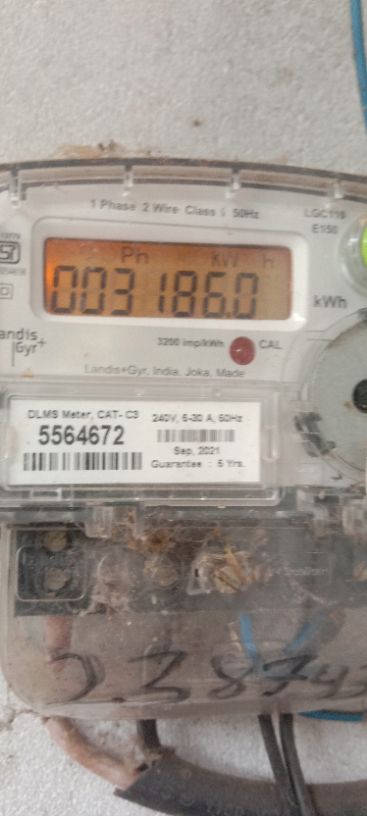 1 Phase 2 Wire Class 1 50Hz
LGC110
E150
Ph kW h
003186.0
kWh
3200 imp/kWh
CAL
Landis
Gyr+
Landis+Gyr, India, Joka, Made
DLMS Meter, CAT- C3
240V, 5-30 A, 50Hz
5564672
Sep, 2021
Guarantee : 5 Yrs.